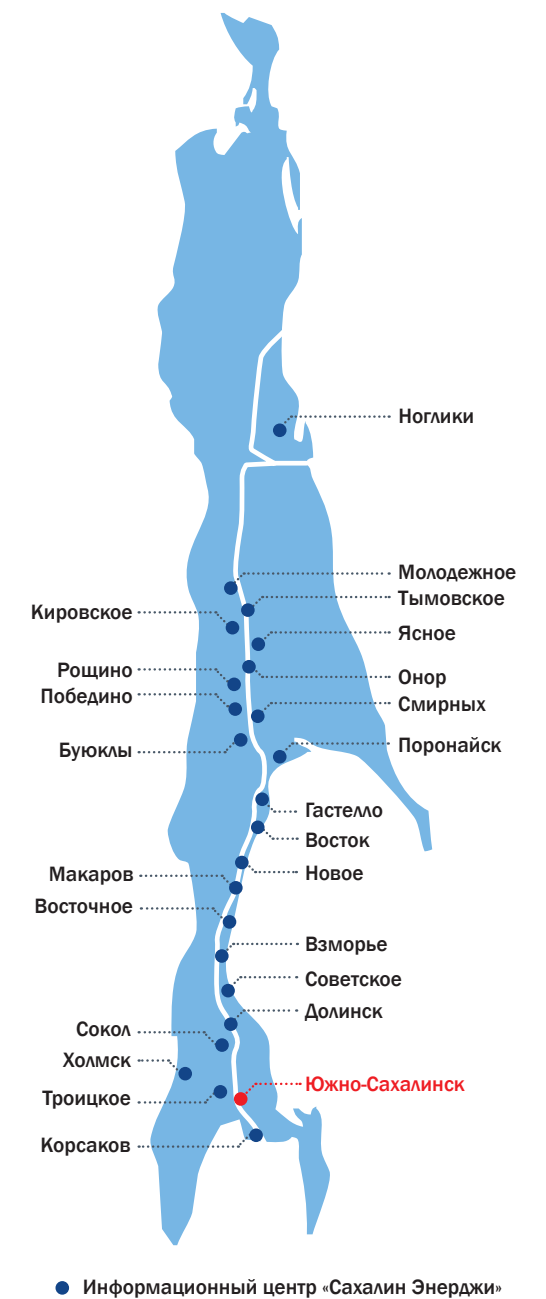 Ноглики
Молодежное
Тымовское
Кировское
Ясное
Рощино
Онор
Победино
Смирных
Буюклы
Поронайск
Гастелло
Восток
Макаров
Новое
Восточное
Взморье
Советское
Долинск
Сокол
Холмск
Южно-Сахалинск
Троицкое
Корсаков
Информационный центр «Сахалин Энерджи»